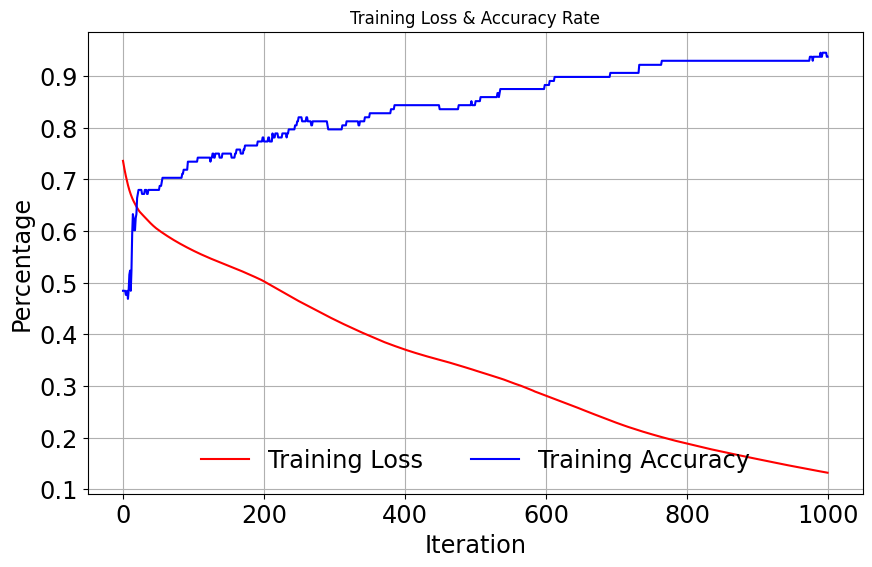 Training Loss & Accuracy Rate
Percentage
0.9
0.8
0.7
0.6
0.5
0.4
0.3
0.2
0.1
Training Loss
Training Accuracy
0 200 400 600 800 1000
Iteration